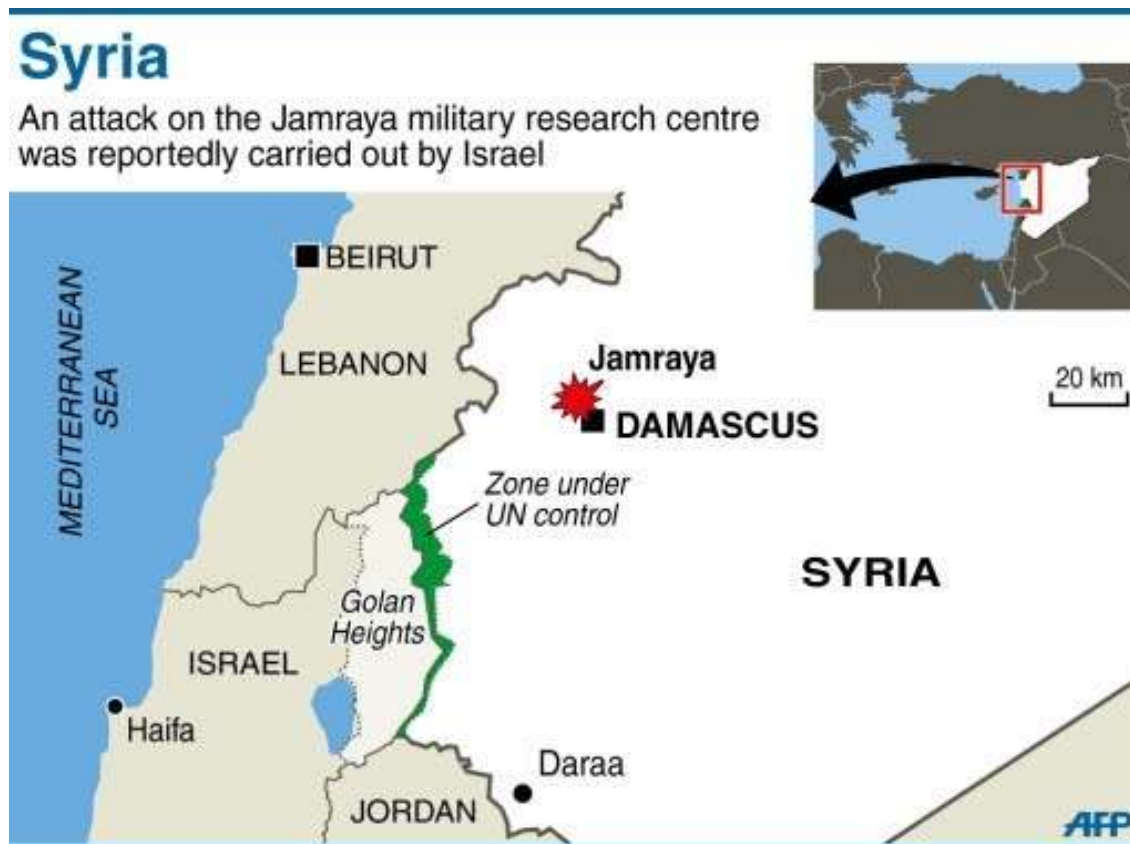 Syria
An attack on the Jamraya military research centre
was reportedly carried out by Israel
BEIRUT
MEDITERRANEAN
SEA
LEBANON
Jamraya
20 km
DAMASCUS
Zone under
UN control
SYRIA
Golan
Heights
ISRAEL
Haifa
Daraa
JORDAN
AFP